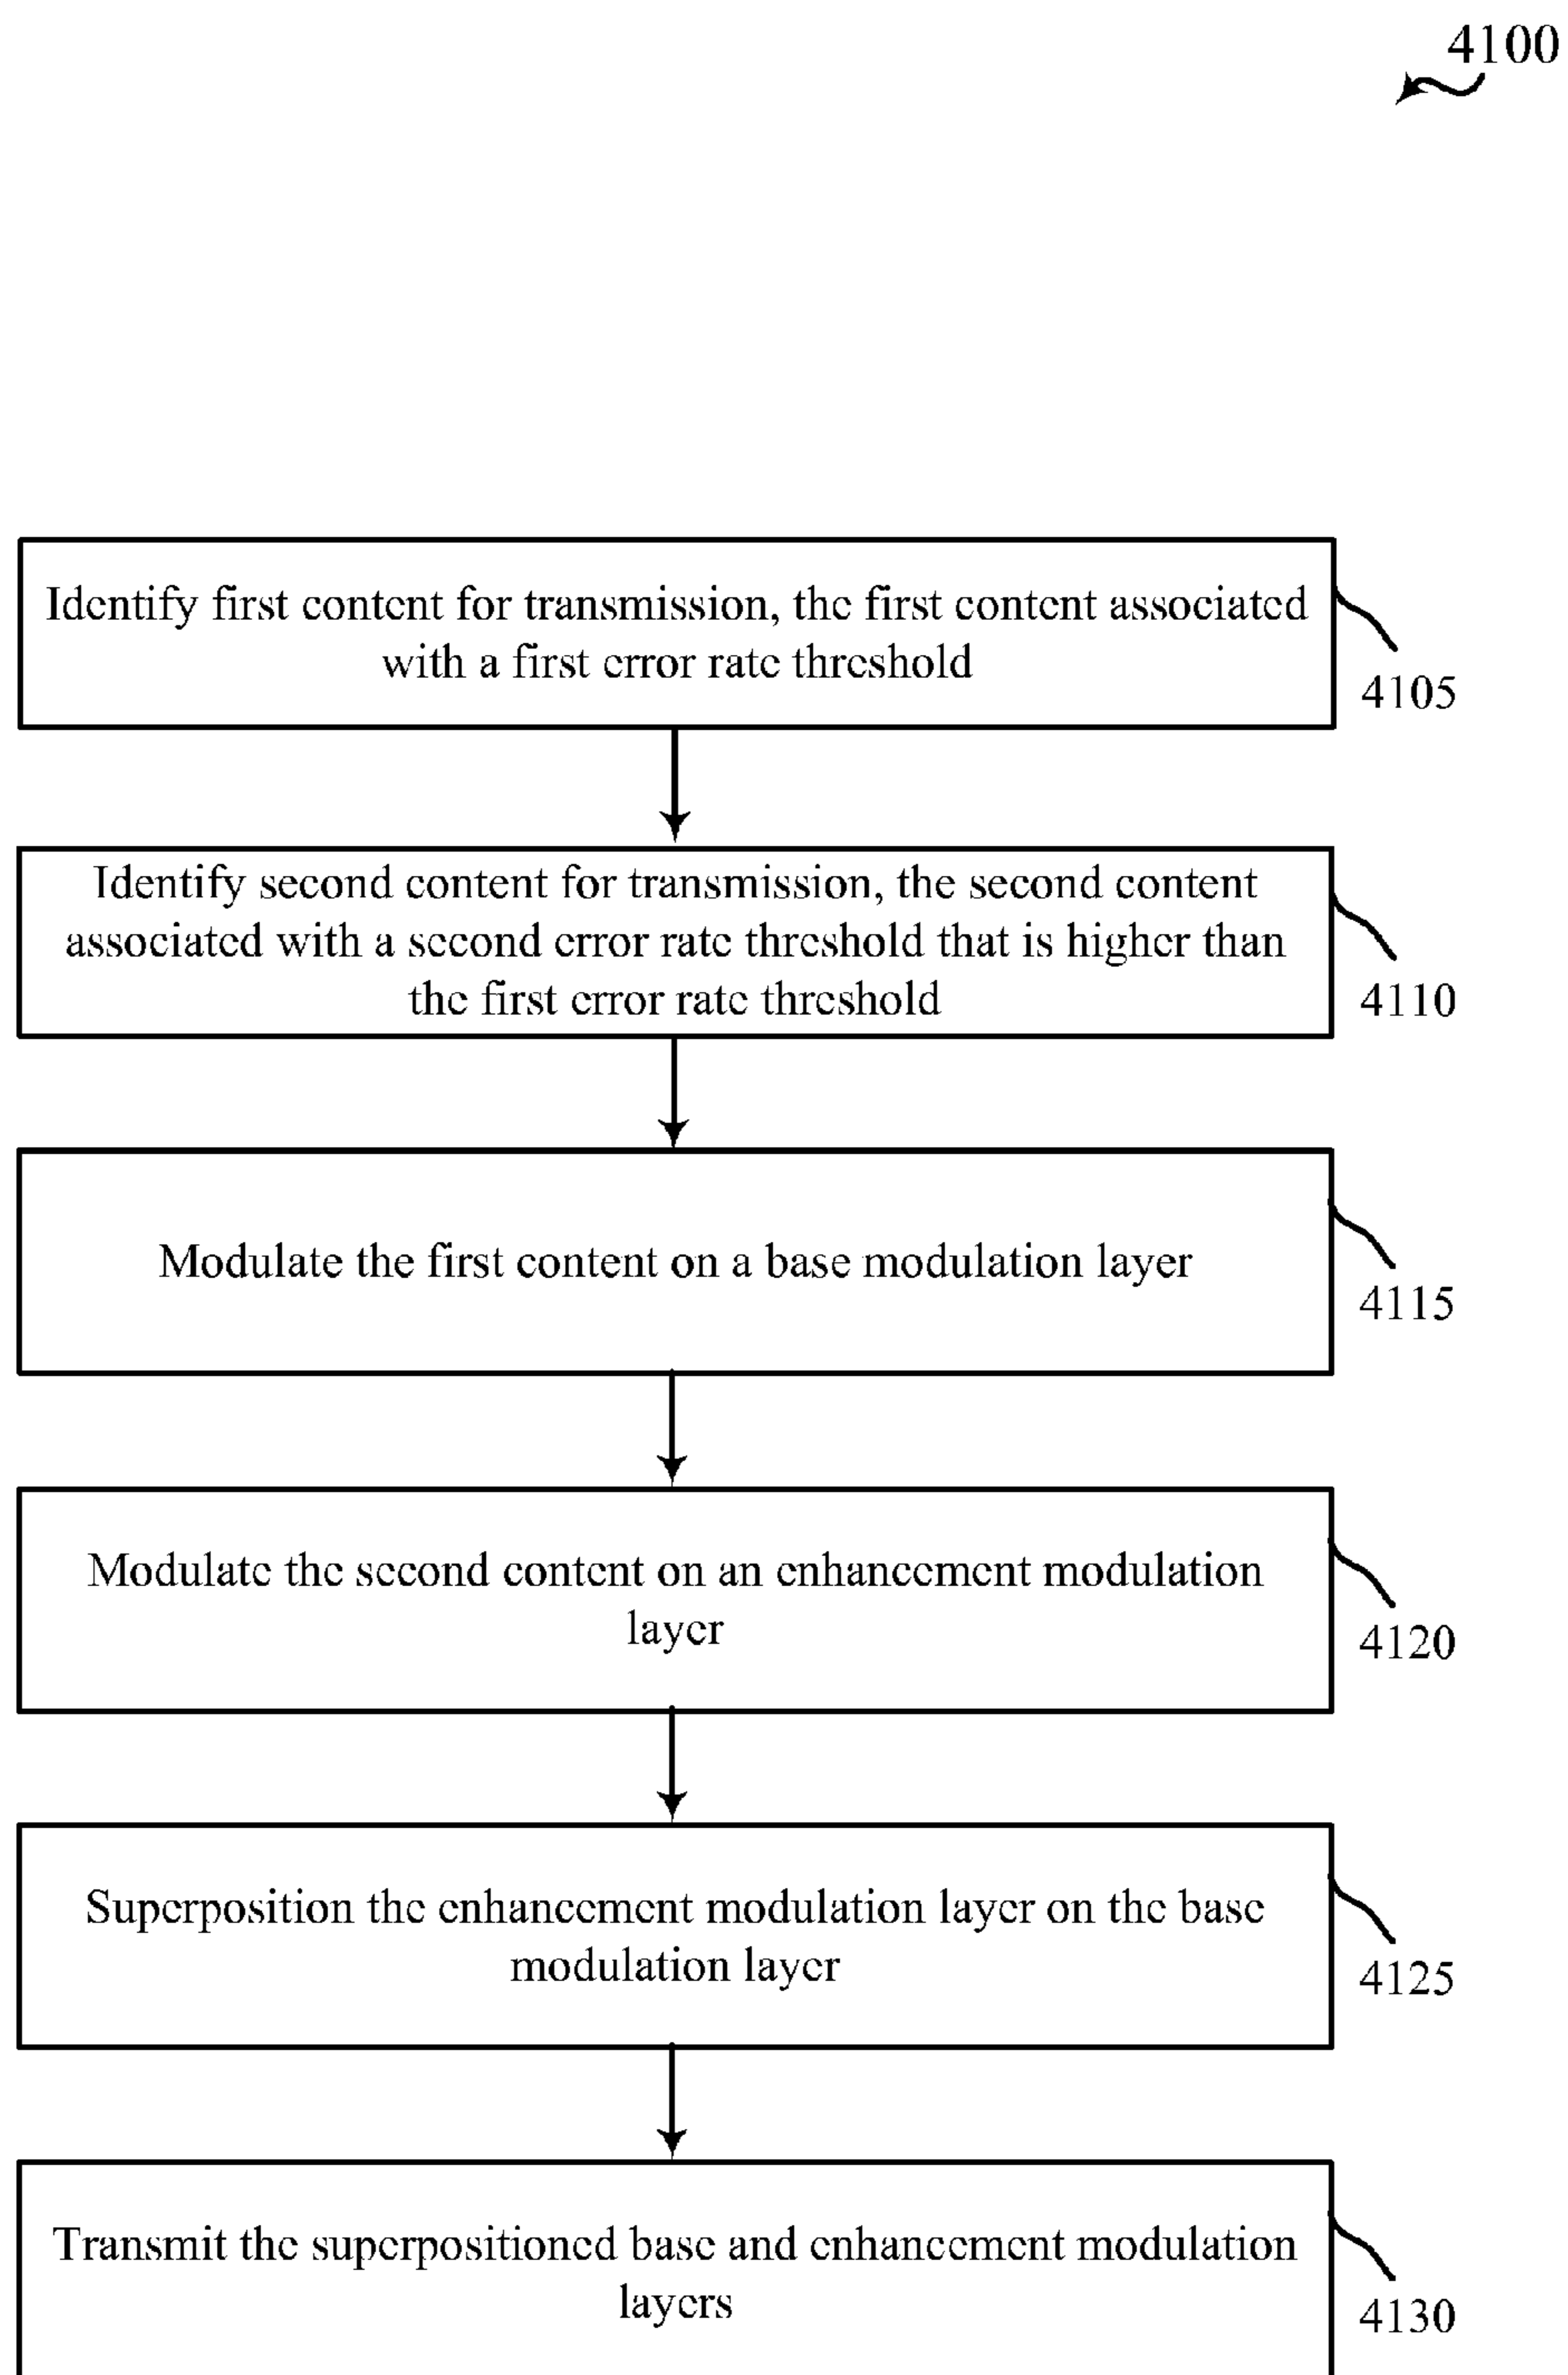 4100
Identify first content for transmission, the first content associated
with a first error rate threshold
4105
Identify second content for transmission, the second content
associated with a second error rate threshold that is higher than
the first error rate threshold
4110
Modulate the first content on a base modulation layer
4115
Modulate the second content on an enhancement modulation
layer
4120
Superposition the enhancement modulation layer on the base
modulation layer
4125
Transmit the superpositioned base and enhancement modulation
layers
4130